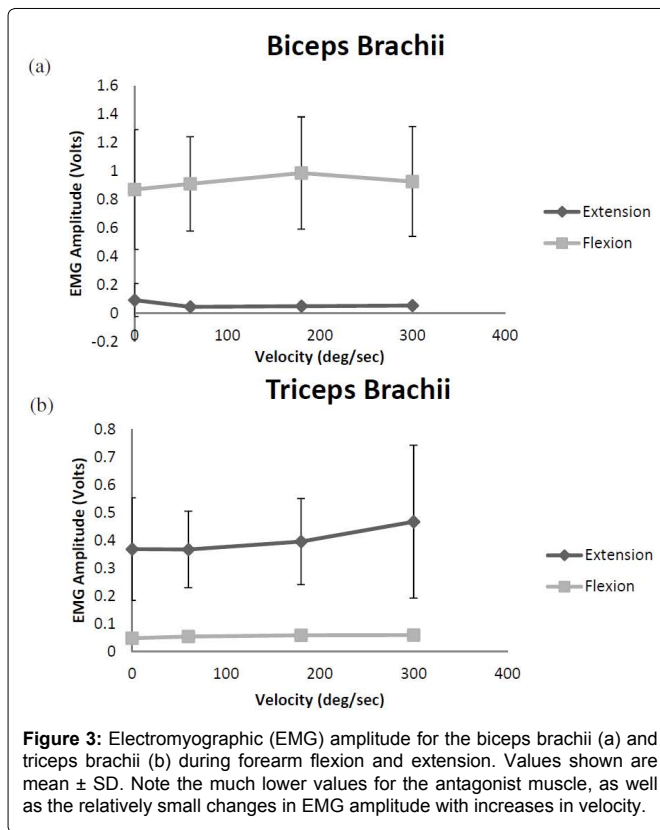 Biceps Brachii
(a)
1.6
1.4
1.2
1
0.8
0.6
0.4
0.2
0
-0.2
EMG Amplitude (Volts)
Extension
Flexion
0
100
200
300
400
Velocity (deg/sec)
Triceps Brachii
(b)
0.8
0.7
0.6
0.5
0.4
0.3
0.2
0.1
0
EMG Amplitude (Volts)
Extension
Flexion
0
100
200
300
400
Velocity (deg/sec)
Figure 3: Electromyographic (EMG) amplitude for the biceps brachii (a) and
triceps brachii (b) during forearm flexion and extension. Values shown are
mean ± SD. Note the much lower values for the antagonist muscle, as well
as the relatively small changes in EMG amplitude with increases in velocity.